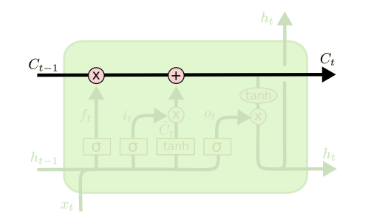 h_t
C_{t-1} × + C_t
tanh
f_t i_t C̃_t × o_t ×
σ σ tanh σ
h_{t-1} h_t
x_t